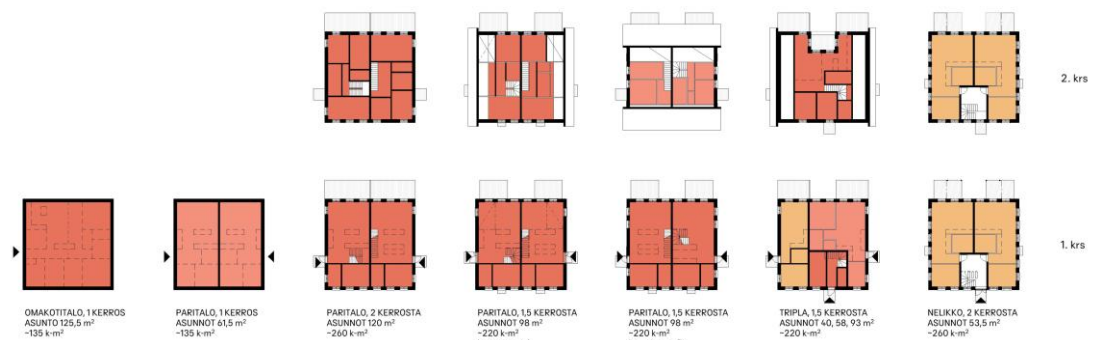 2. krs
1. krs
OMAKOTITALO, 1 KERROS
ASUNTO 125,5 m²
~135 k-m²
PARITALO, 1 KERROS
ASUNNOT 61,5 m²
~135 k-m²
PARITALO, 2 KERROSTA
ASUNNOT 120 m²
~260 k-m²
PARITALO, 1,5 KERROSTA
ASUNNOT 98 m²
~220 k-m²
PARITALO, 1,5 KERROSTA
ASUNNOT 98 m²
~220 k-m²
TRIPLA, 1,5 KERROSTA
ASUNNOT 40, 58, 93 m²
~220 k-m²
NELIKKO, 2 KERROSTA
ASUNNOT 53,5 m²
~260 k-m²